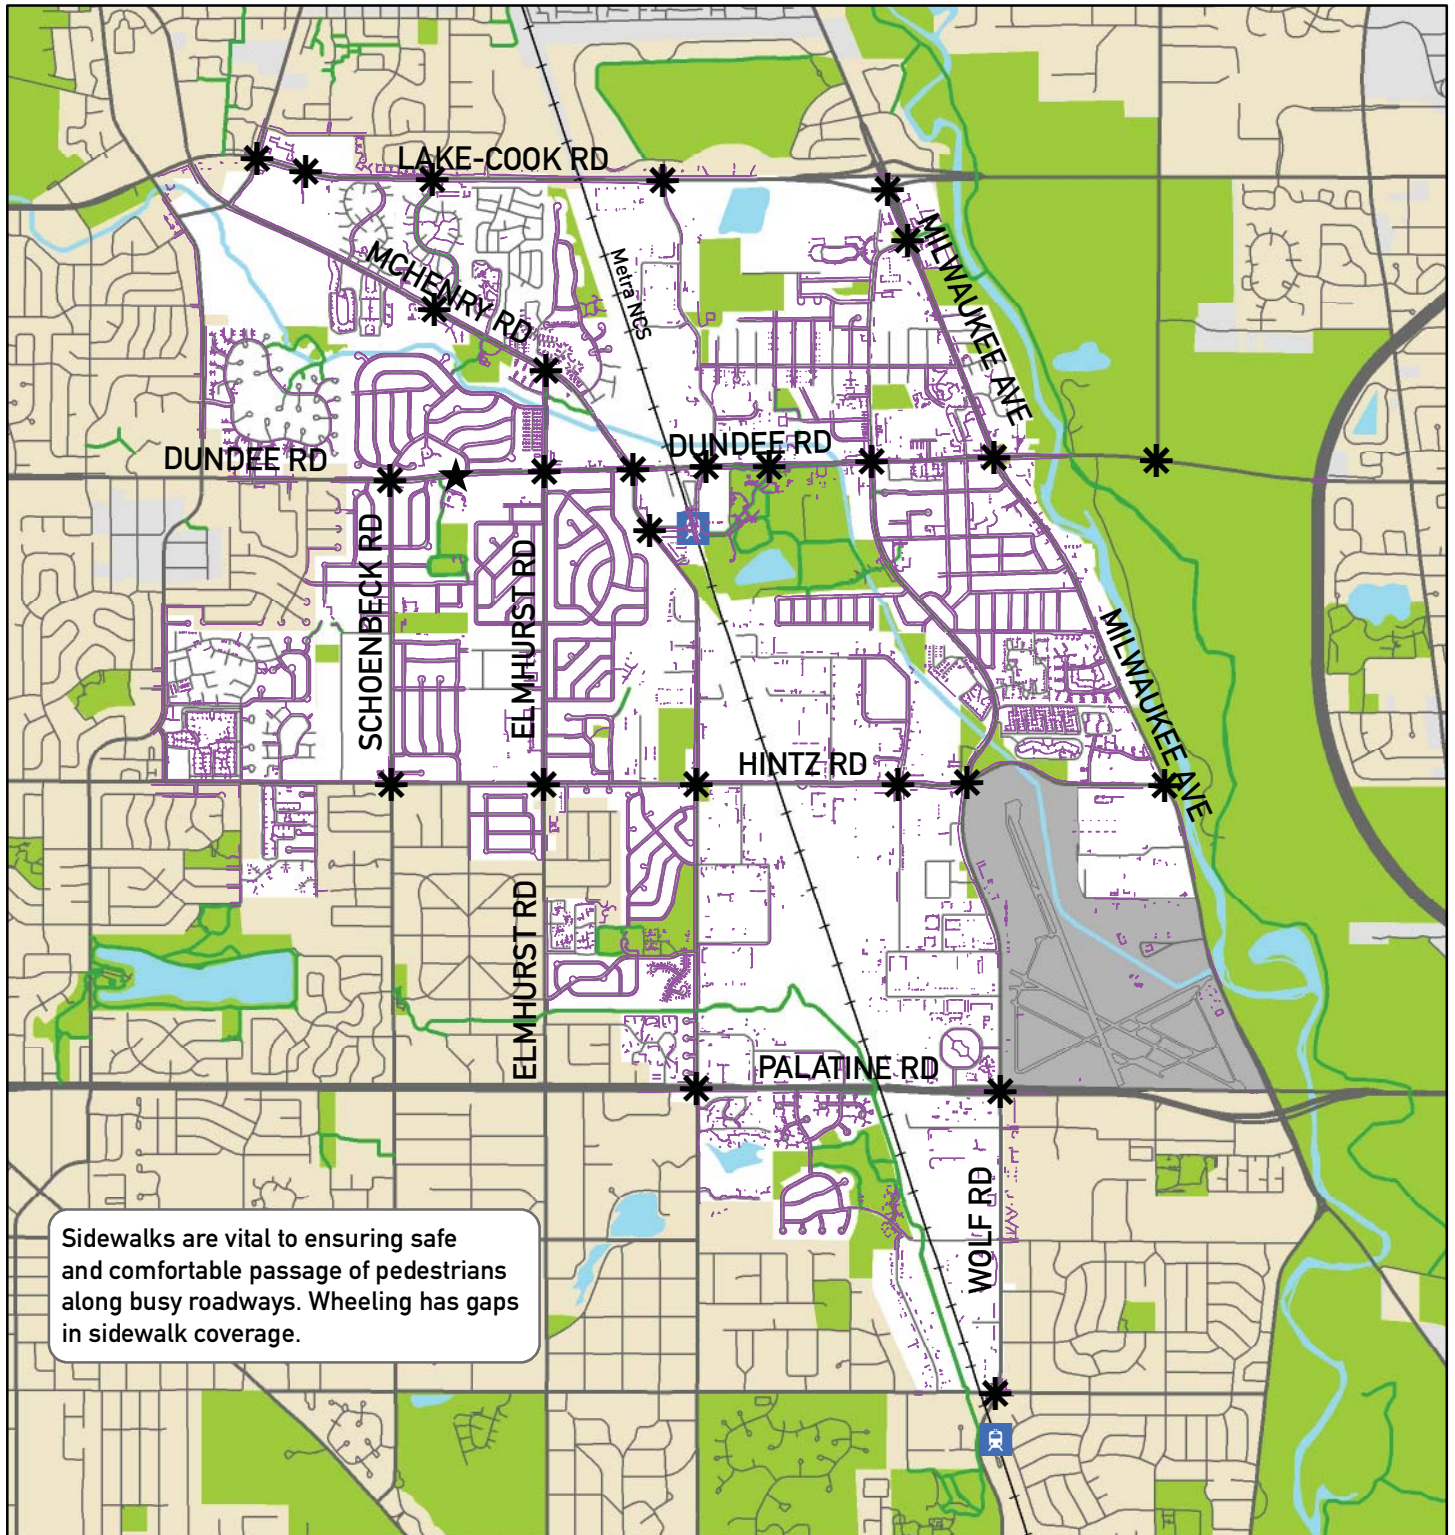 LAKE-COOK RD
MILWAUKEE AVE
MCHENRY RD
Metra NCS
DUNDEE RD
DUNDEE RD
SCHOENBECK RD
ELMHURST RD
MILWAUKEE AVE
HINTZ RD
ELMHURST RD
PALATINE RD
WOLF RD
Sidewalks are vital to ensuring safe
and comfortable passage of pedestrians
along busy roadways. Wheeling has gaps
in sidewalk coverage.